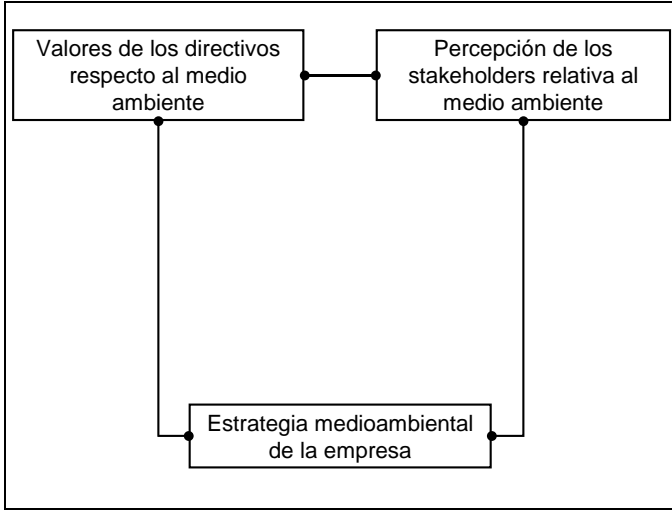 Valores de los directivos
respecto al medio
ambiente
Percepción de los
stakeholders relativa al
medio ambiente
Estrategia medioambiental
de la empresa